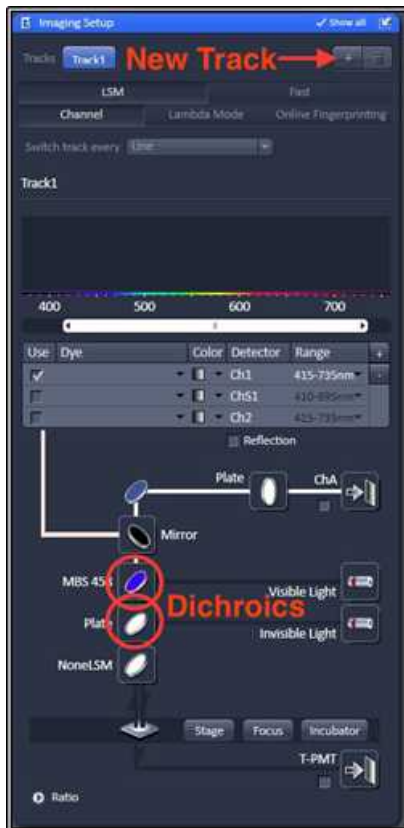 Imaging Setup
Show all
Tracks Track1 New Track +
LSM Fast
Channel Lambda Mode Online Fingerprinting
Switch track every Line
Track1
400 500 600 700
Use Dye Color Detector Range +
Ch1 415-735nm -
ChS1 410-695nm
Ch2 415-735nm
Reflection
Plate ChA
Mirror
MBS 458
Visible Light
Dichroics
Plate
Invisible Light
NoneLSM
Stage Focus Incubator
T-PMT
Ratio